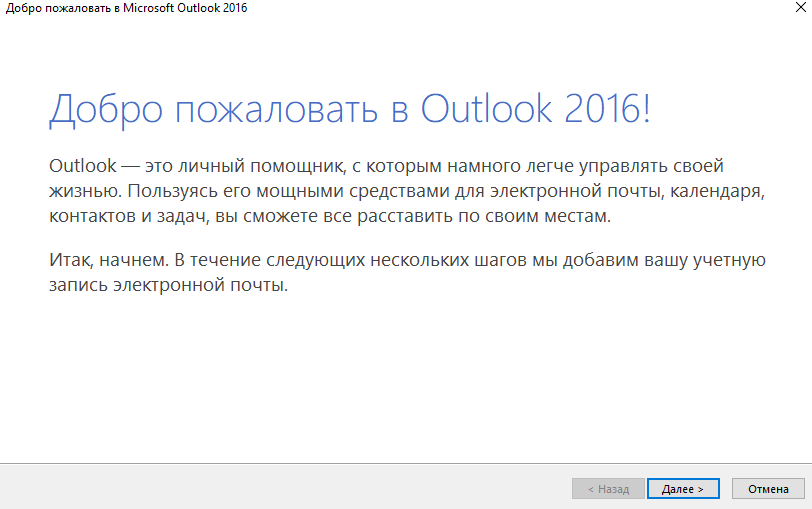 Добро пожаловать в Microsoft Outlook 2016
Добро пожаловать в Outlook 2016!
Outlook — это личный помощник, с которым намного легче управлять своей
жизнью. Пользуясь его мощными средствами для электронной почты, календаря,
контактов и задач, вы сможете все расставить по своим местам.
Итак, начнем. В течение следующих нескольких шагов мы добавим вашу учетную
запись электронной почты.
< Назад Далее > Отмена